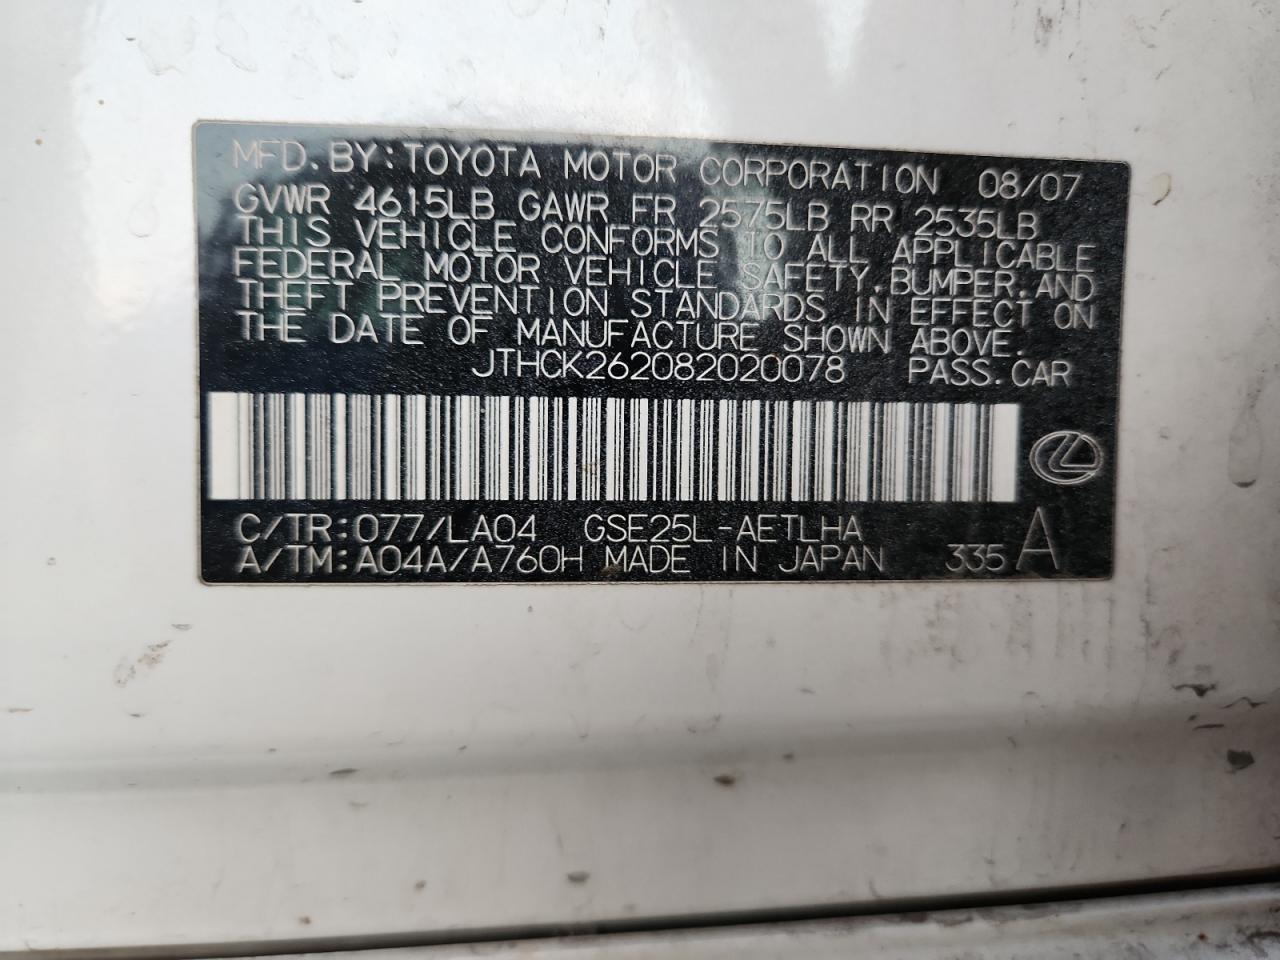 MFD.BY:TOYOTA MOTOR CORPORATION 08/07
GVWR 4615LB GAWR FR 2575LB RR 2535LB
THIS VEHICLE CONFORMS TO ALL APPLICABLE
FEDERAL MOTOR VEHICLE SAFETY,BUMPER,AND
THEFT PREVENTION STANDARDS IN EFFECT ON
THE DATE OF MANUFACTURE SHOWN ABOVE.
JTHCK262082020078 PASS.CAR
C/TR:077/LA04 GSE25L-AETLHA
A/TM:A04A/A760H MADE IN JAPAN 335 A